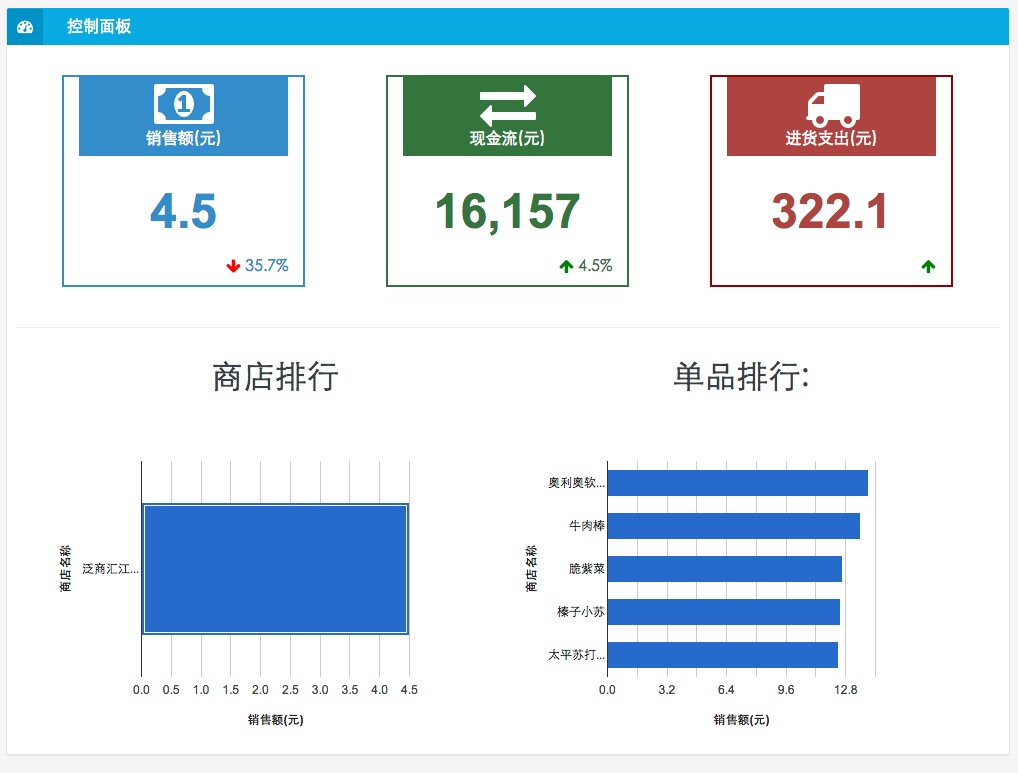 控制面板
1
销售额(元)
4.5
35.7%
现金流(元)
16,157
4.5%
进货支出(元)
322.1
商店排行
商店名称
泛商汇江...
0.0 0.5 1.0 1.5 2.0 2.5 3.0 3.5 4.0 4.5
销售额(元)
单品排行:
商店名称
奥利奥软...
牛肉棒
脆紫菜
榛子小苏
太平苏打...
0.0 3.2 6.4 9.6 12.8
销售额(元)